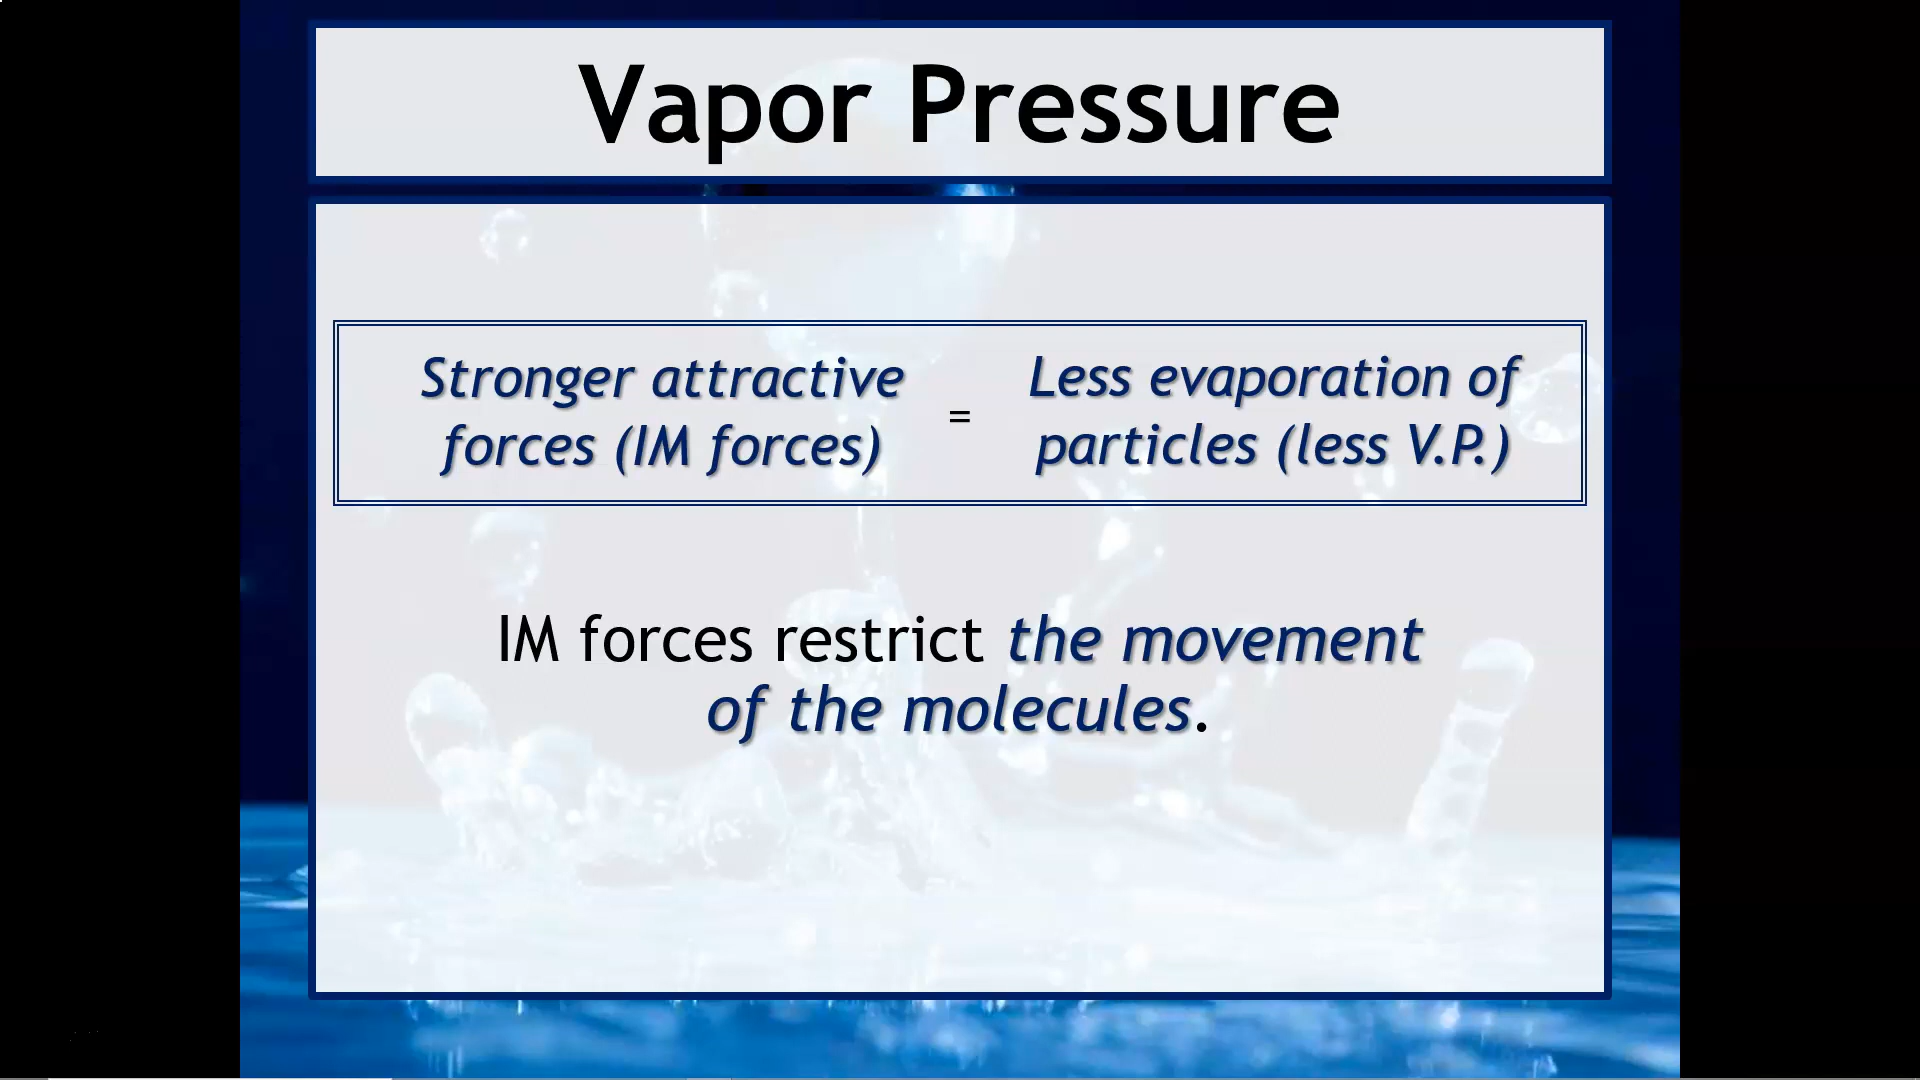 Vapor Pressure
Stronger attractive
forces (IM forces)
=
Less evaporation of
particles (less V.P.)
IM forces restrict the movement
of the molecules.